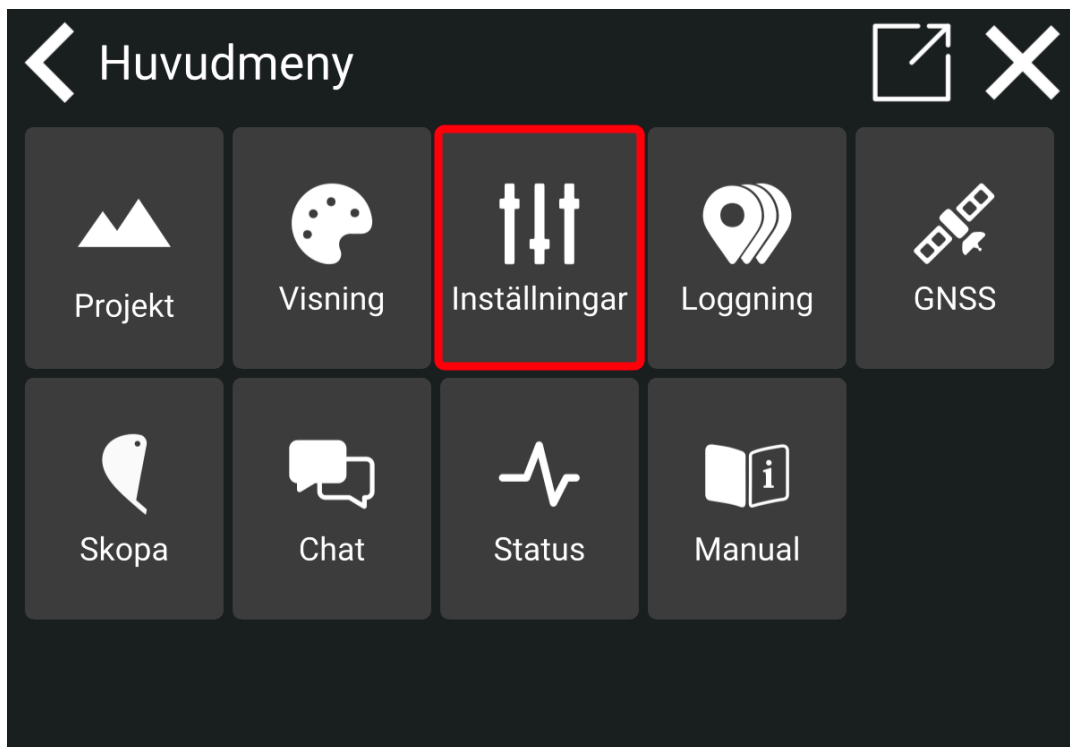 Huvudmeny
Projekt
Visning
Inställningar
Loggning
GNSS
Skopa
Chat
Status
Manual